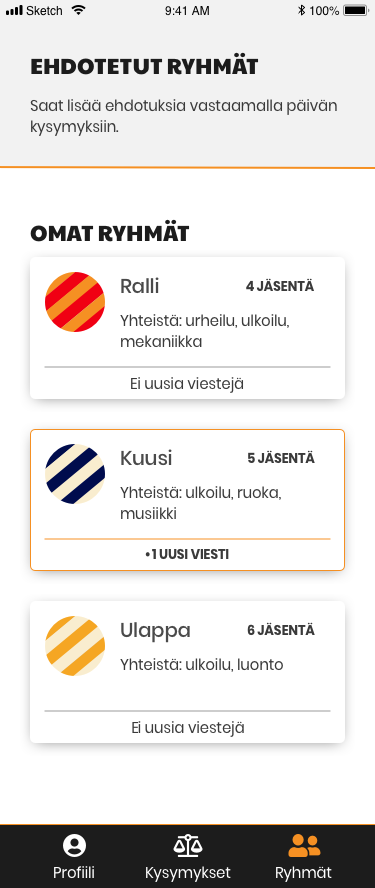 Sketch 9:41 AM 100%
EHDOTETUT RYHMÄT
Saat lisää ehdotuksia vastaamalla päivän
kysymyksiin.
OMAT RYHMÄT
Ralli 4 JÄSENTÄ
Yhteistä: urheilu, ulkoilu,
mekaniikka
Ei uusia viestejä
Kuusi 5 JÄSENTÄ
Yhteistä: ulkoilu, ruoka,
musiikki
• 1 UUSI VIESTI
Ulappa 6 JÄSENTÄ
Yhteistä: ulkoilu, luonto
Ei uusia viestejä
Profiili Kysymykset Ryhmät